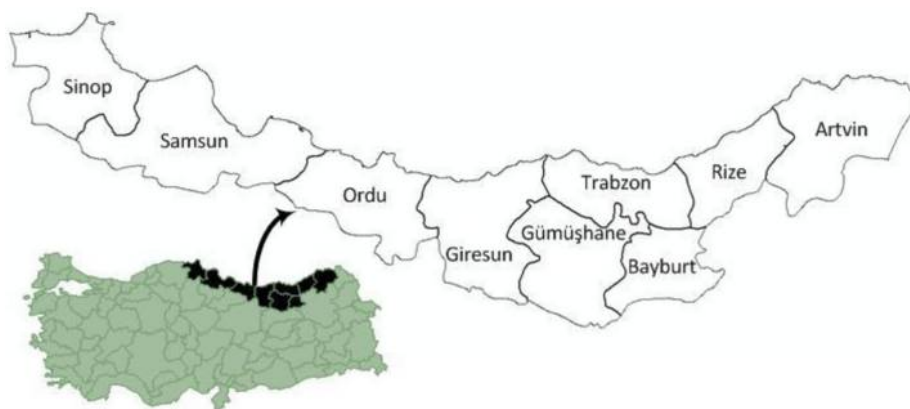 Sinop
Samsun
Ordu
Giresun
Gümüşhane
Trabzon
Bayburt
Rize
Artvin